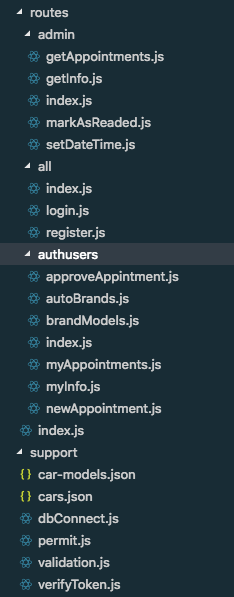 routes
admin
getAppointments.js
getInfo.js
index.js
markAsReaded.js
setDateTime.js
all
index.js
login.js
register.js
authusers
approveAppintment.js
autoBrands.js
brandModels.js
index.js
myAppointments.js
myInfo.js
newAppointment.js
index.js
support
car-models.json
cars.json
dbConnect.js
permit.js
validation.js
verifyToken.js